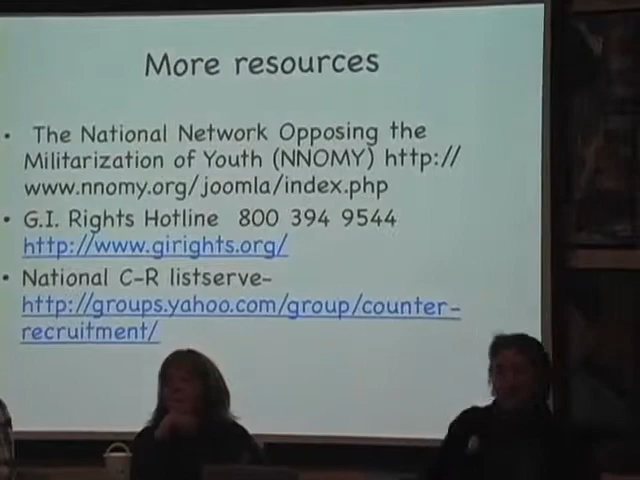 More resources
• The National Network Opposing the
Militarization of Youth (NNOMY) http://
www.nnomy.org/joomla/index.php
• G.I. Rights Hotline 800 394 9544
http://www.girights.org/
• National C-R listserve-
http://groups.yahoo.com/group/counter-
recruitment/